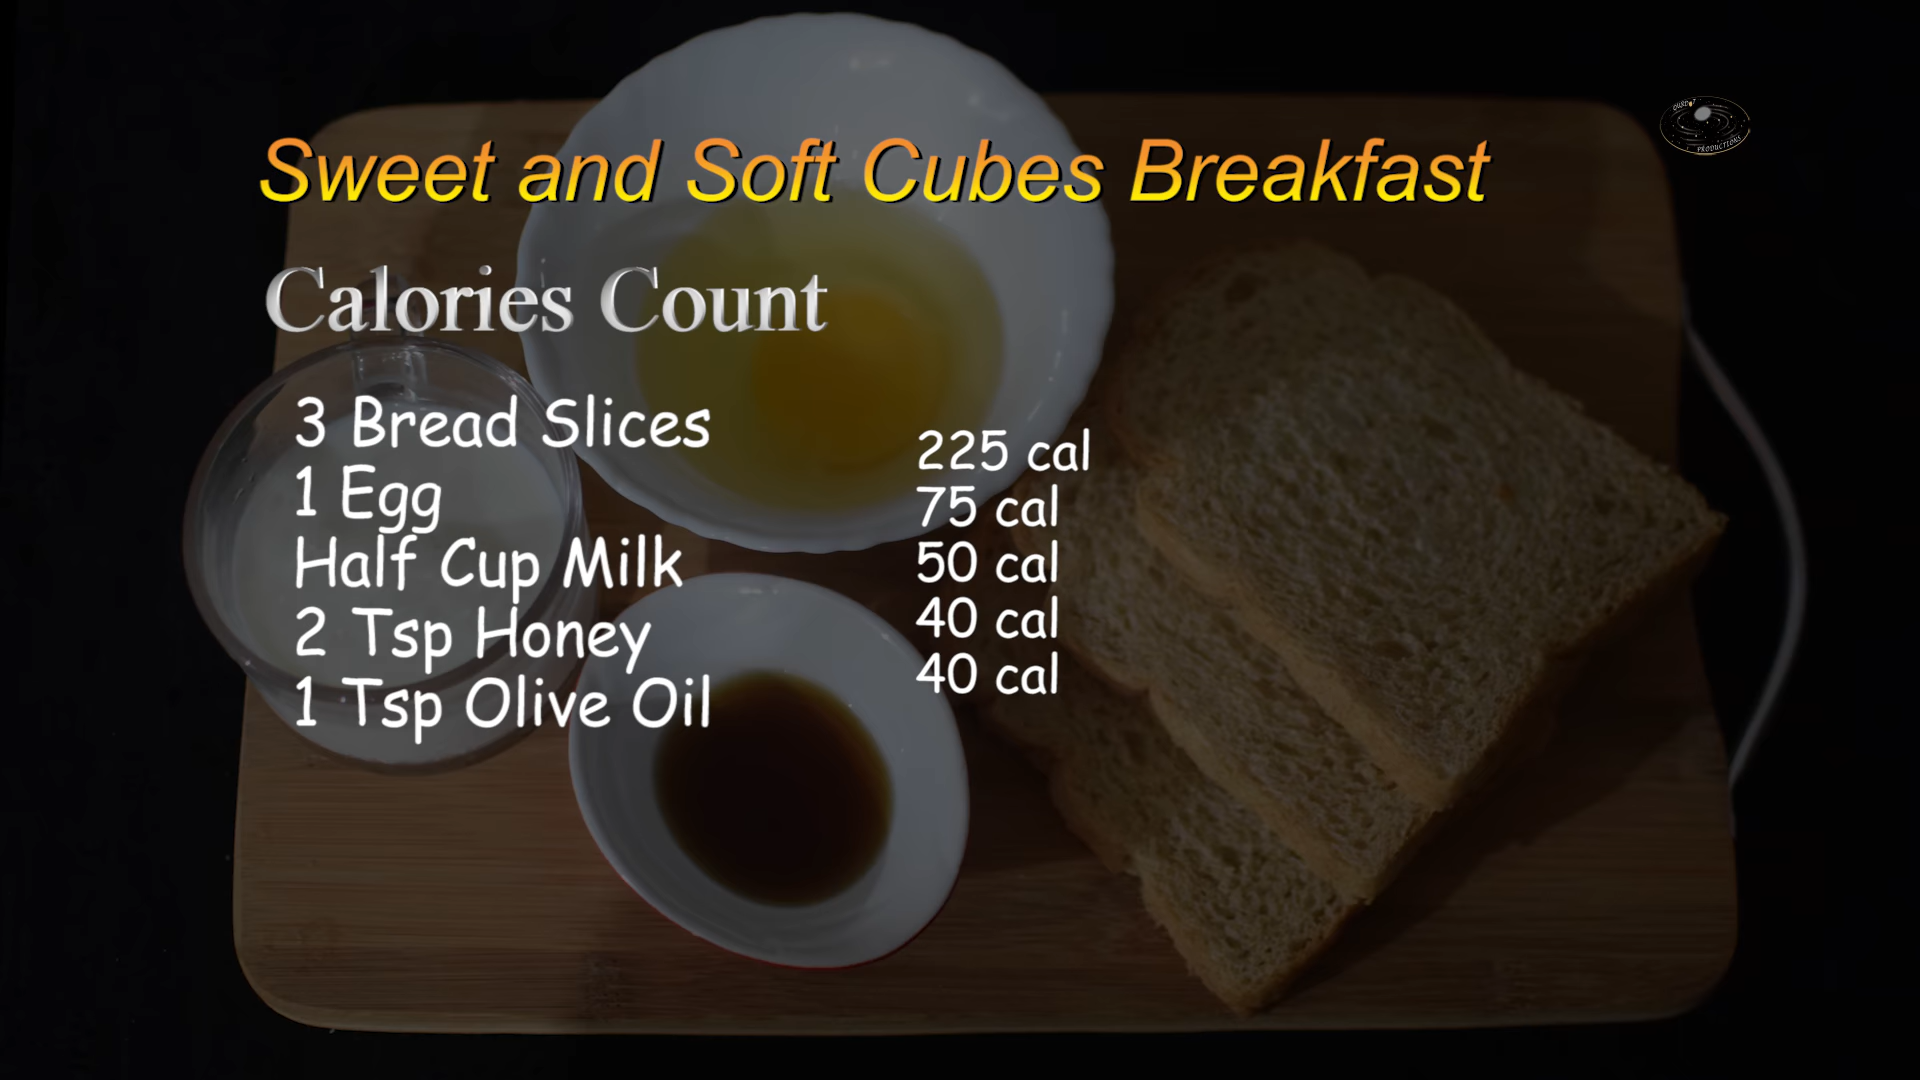 Sweet and Soft Cubes Breakfast
Calories Count
3 Bread Slices
1 Egg
Half Cup Milk
2 Tsp Honey
1 Tsp Olive Oil
225 cal
75 cal
50 cal
40 cal
40 cal
PRODUCTIONS